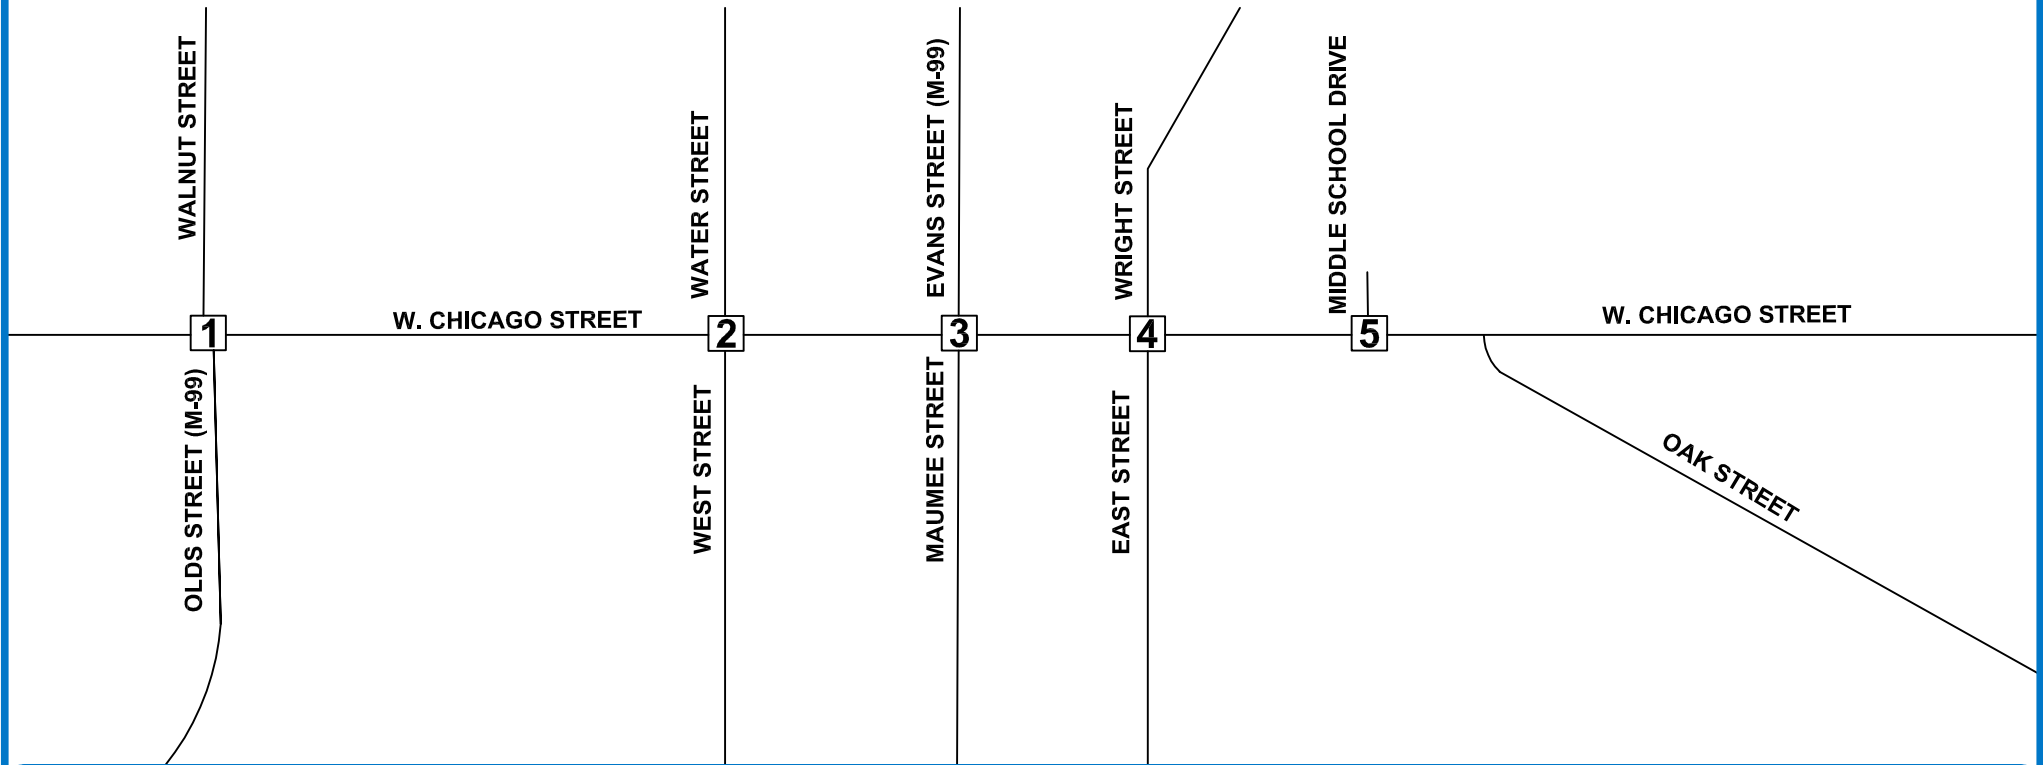 WALNUT STREET
WATER STREET
EVANS STREET (M-99)
WRIGHT STREET
MIDDLE SCHOOL DRIVE
W. CHICAGO STREET
W. CHICAGO STREET
1
2
3
4
5
OLDS STREET (M-99)
WEST STREET
MAUMEE STREET
EAST STREET
OAK STREET